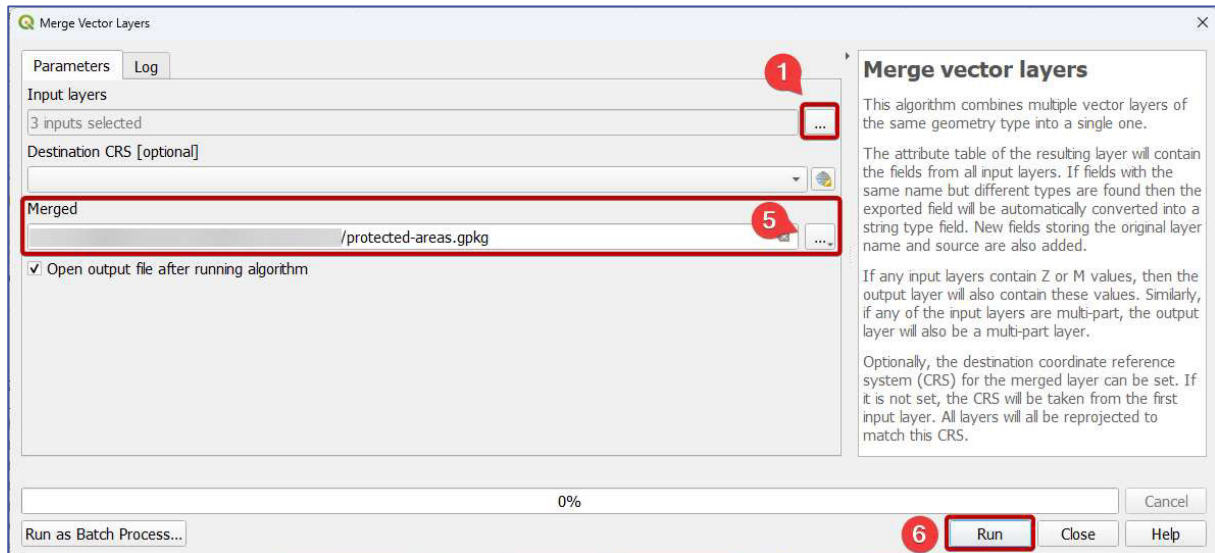 Merge Vector Layers
Parameters
Log
1
Input layers
3 inputs selected
...
Destination CRS [optional]
Merged
/protected-areas.gpkg
5
...
✓ Open output file after running algorithm
Merge vector layers
This algorithm combines multiple vector layers of
the same geometry type into a single one.
The attribute table of the resulting layer will contain
the fields from all input layers. If fields with the
same name but different types are found then the
exported field will be automatically converted into a
string type field. New fields storing the original layer
name and source are also added.
If any input layers contain Z or M values, then the
output layer will also contain these values. Similarly,
if any of the input layers are multi-part, the output
layer will also be a multi-part layer.
Optionally, the destination coordinate reference
system (CRS) for the merged layer can be set. If
it is not set, the CRS will be taken from the first
input layer. All layers will all be reprojected to
match this CRS.
0%
Cancel
Run as Batch Process...
6
Run
Close
Help